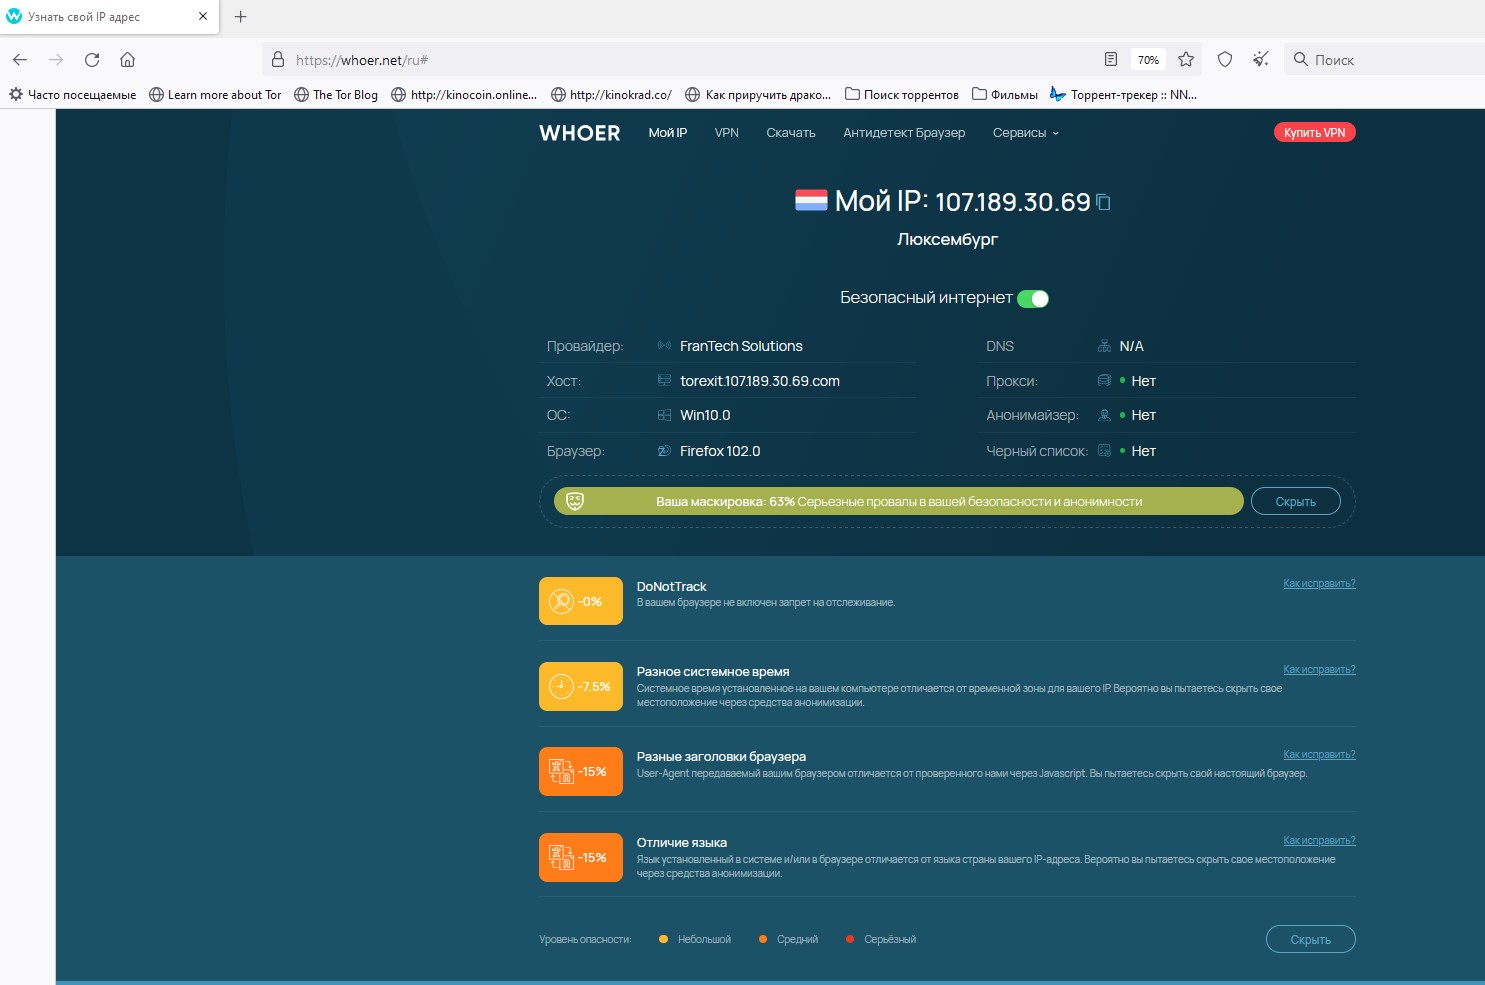 Узнать свой IP адрес
https://whoer.net/ru#
70%
Поиск
Часто посещаемые
Learn more about Tor
The Tor Blog
http://kinocoin.online...
http://kinokrad.co/
Как приручить драко...
Поиск торрентов
Фильмы
Торрент-трекер :: NN...
WHOER
Мой IP
VPN
Скачать
Антидетект Браузер
Сервисы
Купить VPN
Мой IP: 107.189.30.69
Люксембург
Безопасный интернет
Провайдер: FranTech Solutions
Хост: torexit.107.189.30.69.com
ОС: Win10.0
Браузер: Firefox 102.0
DNS N/A
Прокси: Нет
Анонимайзер: Нет
Черный список: Нет
Ваша маскировка: 63% Серьезные провалы в вашей безопасности и анонимности
Скрыть
-0%
DoNotTrack
В вашем браузере не включен запрет на отслеживание.
Как исправить?
-7.5%
Разное системное время
Системное время установленное на вашем компьютере отличается от временной зоны для вашего IP. Вероятно вы пытаетесь скрыть свое
местоположение через средства анонимизации.
Как исправить?
-15%
Разные заголовки браузера
User-Agent передаваемый вашим браузером отличается от проверенного нами через Javascript. Вы пытаетесь скрыть свой настоящий браузер.
Как исправить?
-15%
Отличие языка
Язык установленный в системе и/или в браузере отличается от языка страны вашего IP-адреса. Вероятно вы пытаетесь скрыть свое местоположение
через средства анонимизации.
Как исправить?
Уровень опасности: Небольшой Средний Серьёзный
Скрыть